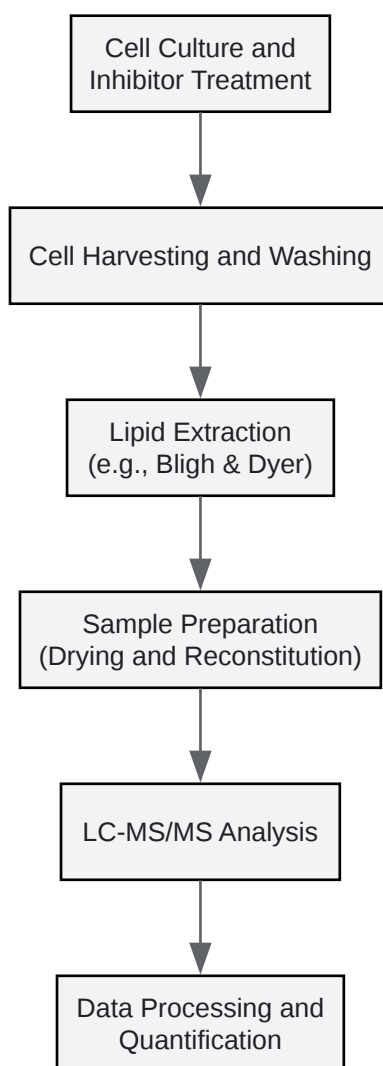 Cell Culture and
Inhibitor Treatment
Cell Harvesting and Washing
Lipid Extraction
(e.g., Bligh & Dyer)
Sample Preparation
(Drying and Reconstitution)
LC-MS/MS Analysis
Data Processing and
Quantification